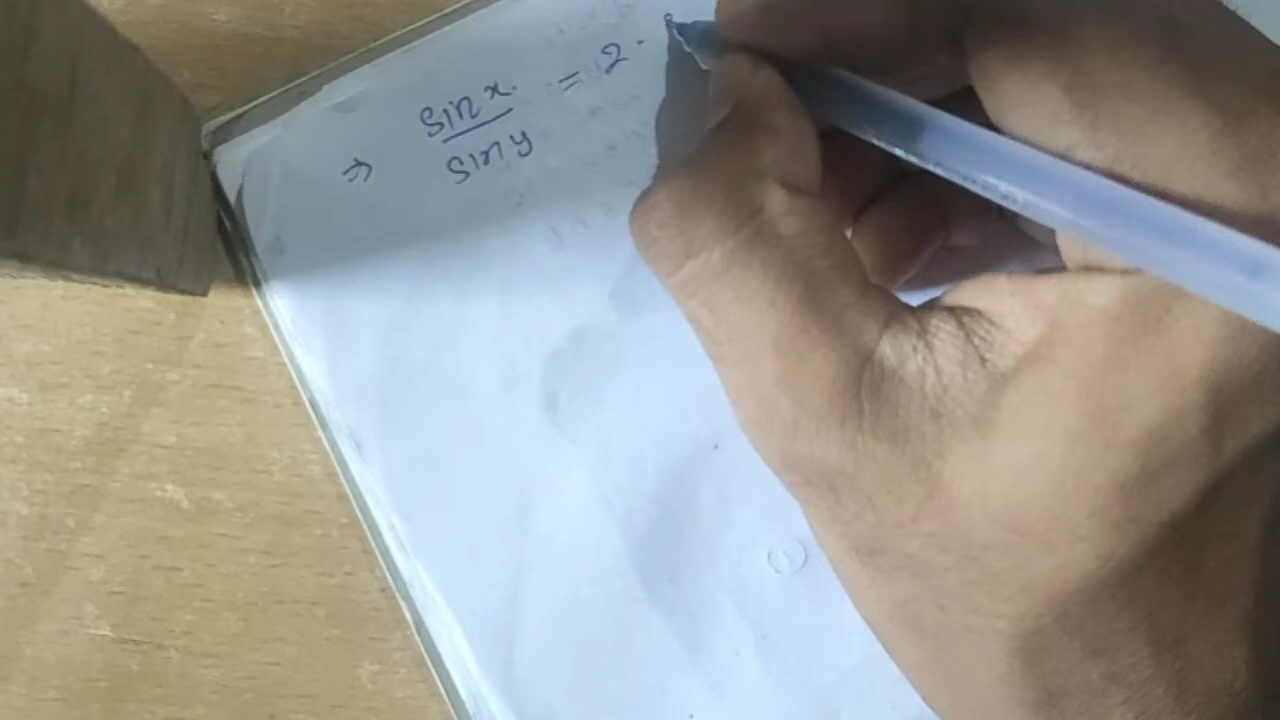 ⇒ sin x / sin y = 2.